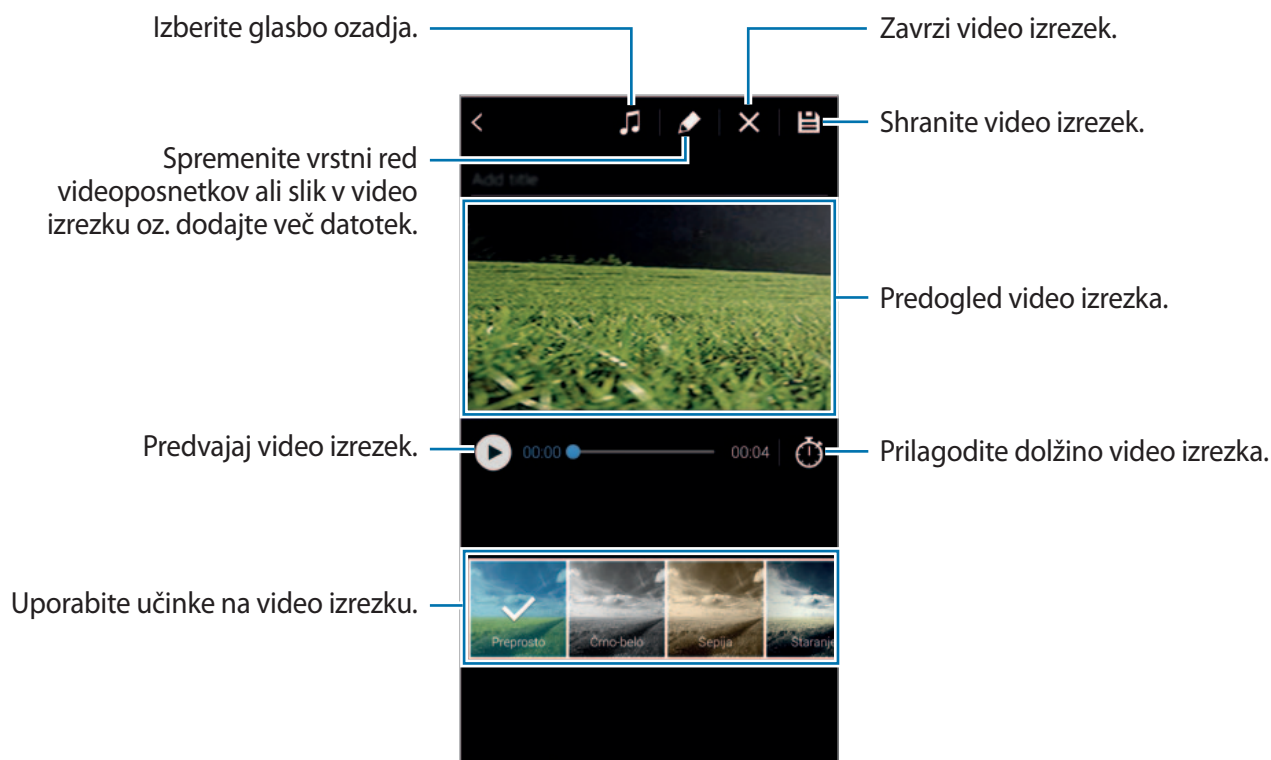 Izberite glasbo ozadja.
Zavrzi video izrezek.
Shranite video izrezek.
Spremenite vrstni red
videoposnetkov ali slik v video
izrezku oz. dodajte več datotek.
Add title
Predogled video izrezka.
Predvajaj video izrezek.
00:00
00:04
Prilagodite dolžino video izrezka.
Uporabite učinke na video izrezku.
Preprosto
Črno-belo
Sepija
Staranje